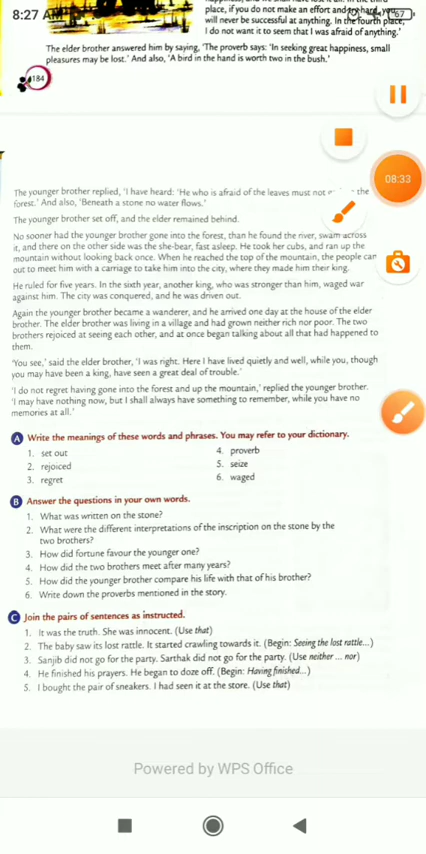 8:27 AM
67
place, if you do not make an effort and try hard, you
will never be successful at anything. In the fourth place,
I do not want it to seem that I was afraid of anything.'
The elder brother answered him by saying, 'The proverb says: 'In seeking great happiness, small
pleasures may be lost.' And also, 'A bird in the hand is worth two in the bush.'
184
08:33
The younger brother replied, 'I have heard: 'He who is afraid of the leaves must not the
forest.' And also, 'Beneath a stone no water flows.'
The younger brother set off, and the elder remained behind.
No sooner had the younger brother gone into the forest, than he found the river, swam across
it, and there on the other side was the she-bear, fast asleep. He took her cubs, and ran up the
mountain without looking back once. When he reached the top of the mountain, the people came
out to meet him with a carriage to take him into the city, where they made him their king.
He ruled for five years. In the sixth year, another king, who was stronger than him, waged war
against him. The city was conquered, and he was driven out.
Again the younger brother became a wanderer, and he arrived one day at the house of the elder
brother. The elder brother was living in a village and had grown neither rich nor poor. The two
brothers rejoiced at seeing each other, and at once began talking about all that had happened to
them.
'You see,' said the elder brother, 'I was right. Here I have lived quietly and well, while you, though
you may have been a king, have seen a great deal of trouble.'
'I do not regret having gone into the forest and up the mountain,' replied the younger brother.
'I may have nothing now, but I shall always have something to remember, while you have no
memories at all.'
A Write the meanings of these words and phrases. You may refer to your dictionary.
1. set out
2. rejoiced
3. regret
4. proverb
5. seize
6. waged
B Answer the questions in your own words.
1. What was written on the stone?
2. What were the different interpretations of the inscription on the stone by the
two brothers?
3. How did fortune favour the younger one?
4. How did the two brothers meet after many years?
5. How did the younger brother compare his life with that of his brother?
6. Write down the proverbs mentioned in the story.
C Join the pairs of sentences as instructed.
1. It was the truth. She was innocent. (Use that)
2. The baby saw its lost rattle. It started crawling towards it. (Begin: Seeing the lost rattle...)
3. Sanjib did not go for the party. Sarthak did not go for the party. (Use neither ... nor)
4. He finished his prayers. He began to doze off. (Begin: Having finished...)
5. I bought the pair of sneakers. I had seen it at the store. (Use that)
Powered by WPS Office